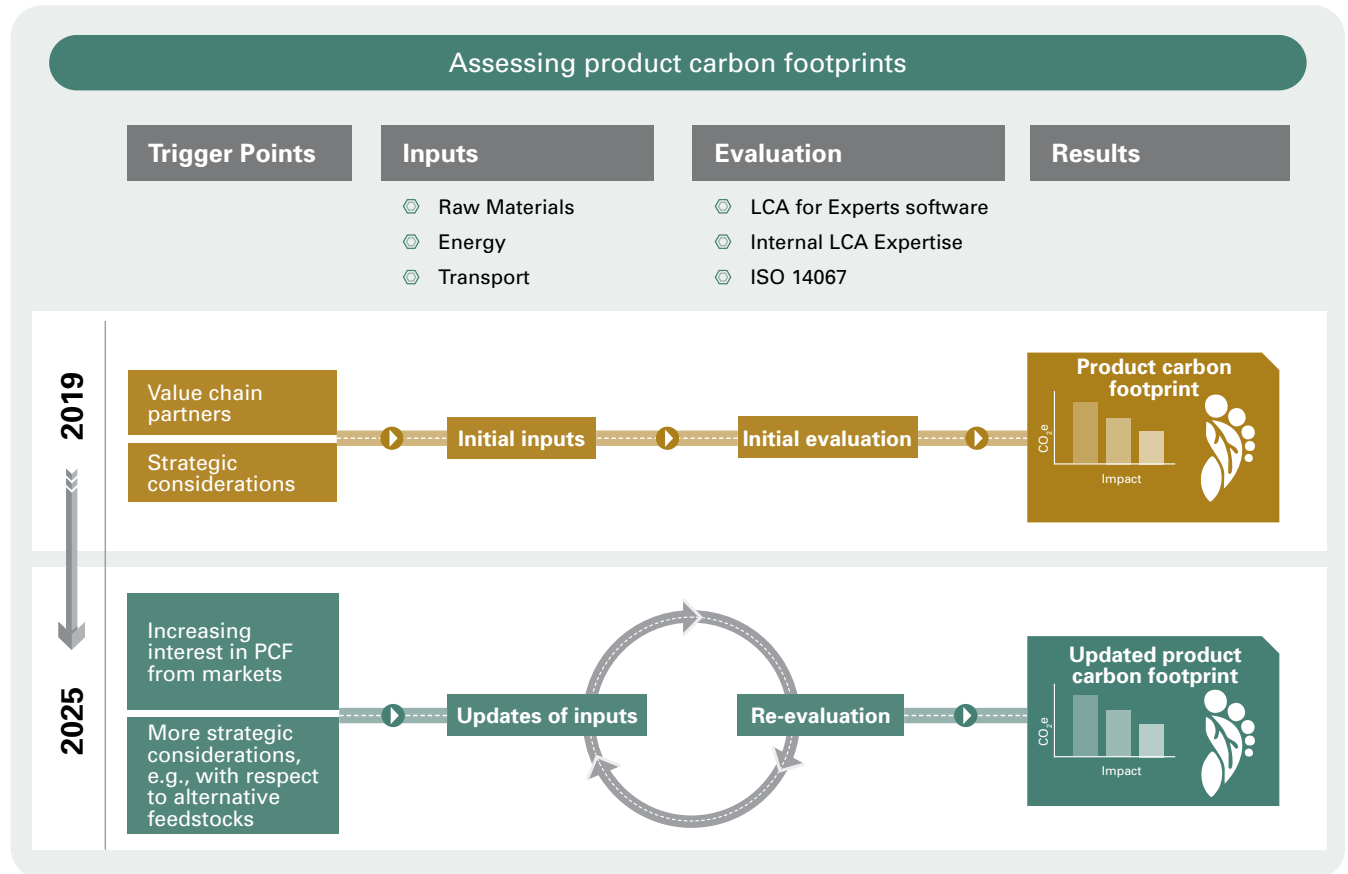 Assessing product carbon footprints
Trigger Points
Inputs
Evaluation
Results
Raw Materials
Energy
Transport
LCA for Experts software
Internal LCA Expertise
ISO 14067
2019
Value chain
partners
Strategic
considerations
Initial inputs
Initial evaluation
Product carbon
footprint
CO₂e
Impact
2025
Increasing
interest in PCF
from markets
More strategic
considerations,
e.g., with respect
to alternative
feedstocks
Updates of inputs
Re-evaluation
Updated product
carbon footprint
CO₂e
Impact